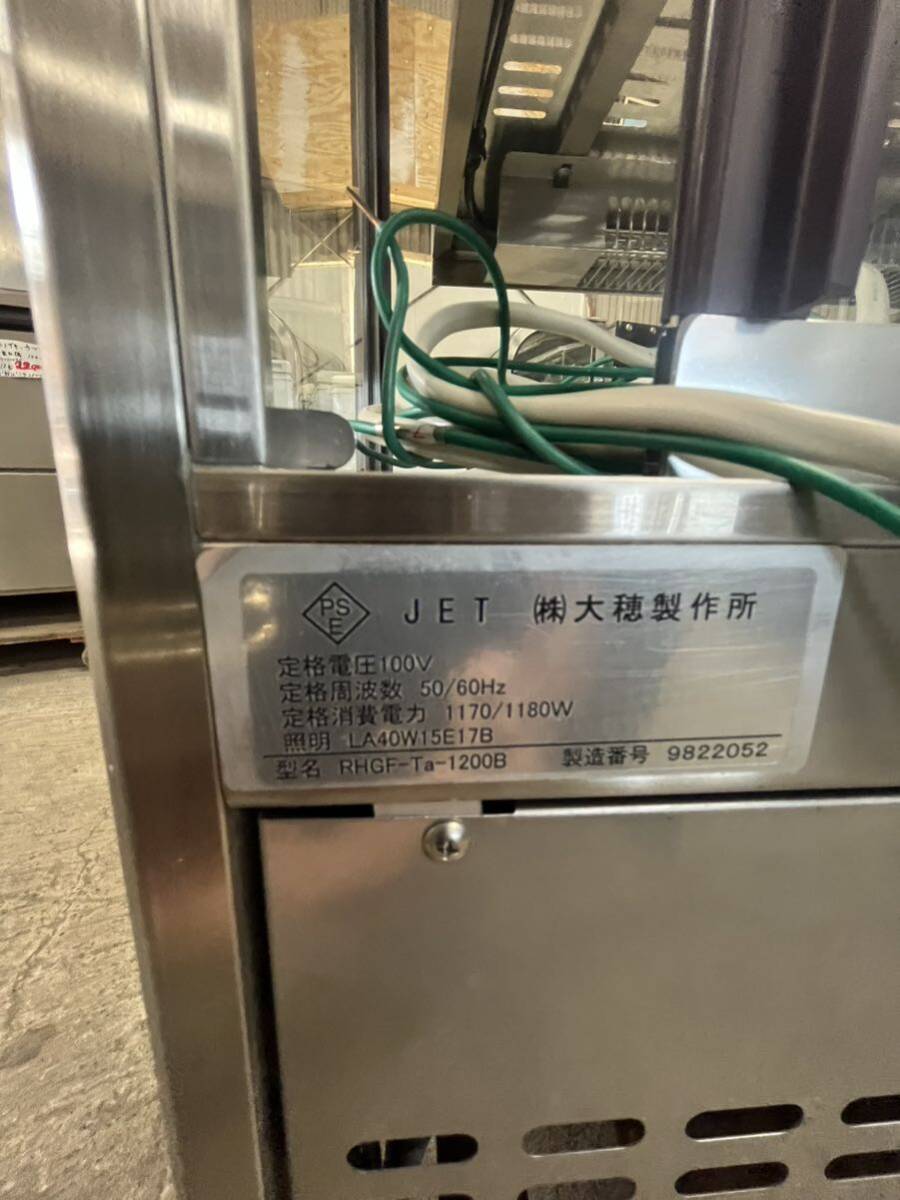 PS
E
JET ㈱大穂製作所
定格電圧100V
定格周波数 50/60Hz
定格消費電力 1170/1180W
照明 LA40W15E17B
型名 RHGF-Ta-1200B 製造番号 9822052